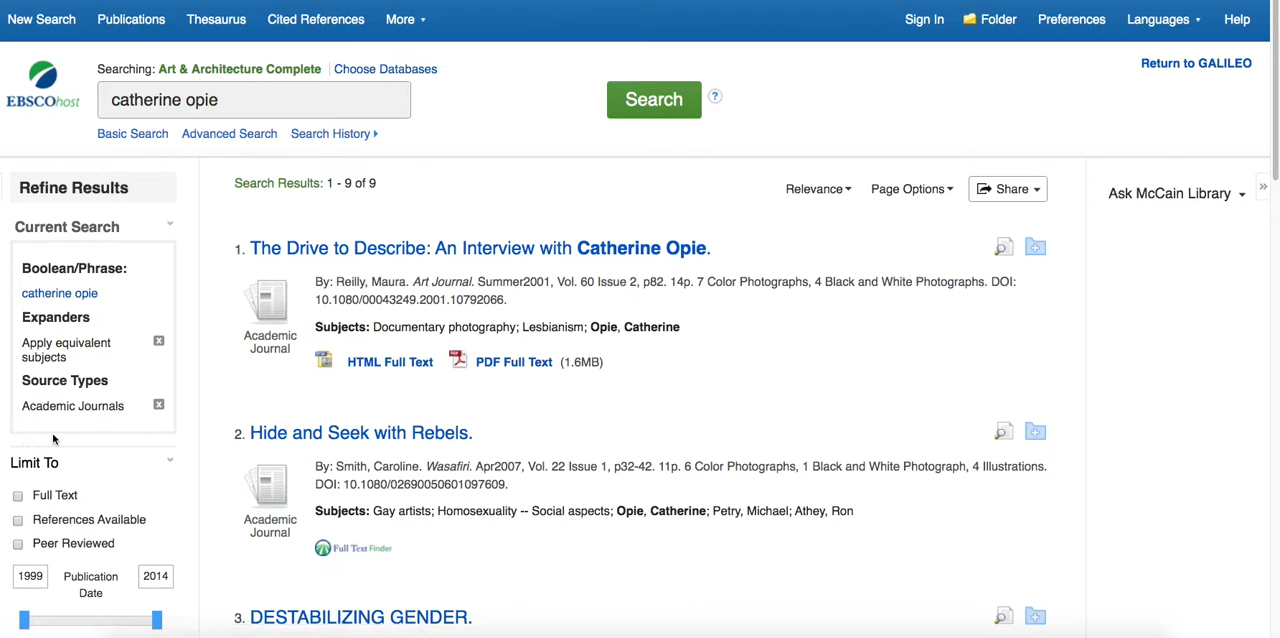 New Search Publications Thesaurus Cited References More Sign In Folder Preferences Languages Help
Searching: Art & Architecture Complete Choose Databases Return to GALILEO
EBSCOhost
catherine opie Search ?
Basic Search Advanced Search Search History
Refine Results
Current Search
Boolean/Phrase:
catherine opie
Expanders
Apply equivalent
subjects
Source Types
Academic Journals
Limit To
Full Text
References Available
Peer Reviewed
1999 Publication 2014
Date
Search Results: 1 - 9 of 9
Relevance Page Options Share
1. The Drive to Describe: An Interview with Catherine Opie.
By: Reilly, Maura. Art Journal. Summer2001, Vol. 60 Issue 2, p82. 14p. 7 Color Photographs, 4 Black and White Photographs. DOI:
10.1080/00043249.2001.10792066.
Academic
Journal
Subjects: Documentary photography; Lesbianism; Opie, Catherine
HTML Full Text PDF PDF Full Text (1.6MB)
2. Hide and Seek with Rebels.
By: Smith, Caroline. Wasafiri. Apr2007, Vol. 22 Issue 1, p32-42. 11p. 6 Color Photographs, 1 Black and White Photograph, 4 Illustrations.
DOI: 10.1080/02690050601097609.
Academic
Journal
Subjects: Gay artists; Homosexuality -- Social aspects; Opie, Catherine; Petry, Michael; Athey, Ron
Full Text Finder
3. DESTABILIZING GENDER.
Ask McCain Library »